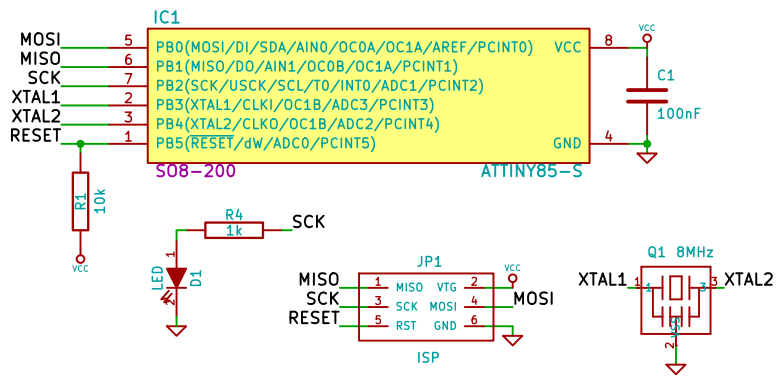 IC1
MOSI 5 PB0(MOSI/DI/SDA/AIN0/OC0A/OC1A/AREF/PCINT0) VCC 8 VCC
MISO 6 PB1(MISO/DO/AIN1/OC0B/OC1A/PCINT1)
SCK 7 PB2(SCK/USCK/SCL/T0/INT0/ADC1/PCINT2)
XTAL1 2 PB3(XTAL1/CLKI/OC1B/ADC3/PCINT3)
XTAL2 3 PB4(XTAL2/CLKO/OC1B/ADC2/PCINT4)
RESET 1 PB5(RESET/dW/ADC0/PCINT5) GND 4
SO8-200 ATTINY85-S
C1
100nF
R1
10k
VCC
R4
1k
SCK
1
LED
D1
2
JP1
VCC
MISO 1 MISO VTG 2
SCK 3 SCK MOSI 4 MOSI
RESET 5 RST GND 6
ISP
Q1 8MHz
XTAL1 1 1 3 3 XTAL2
VSS
2